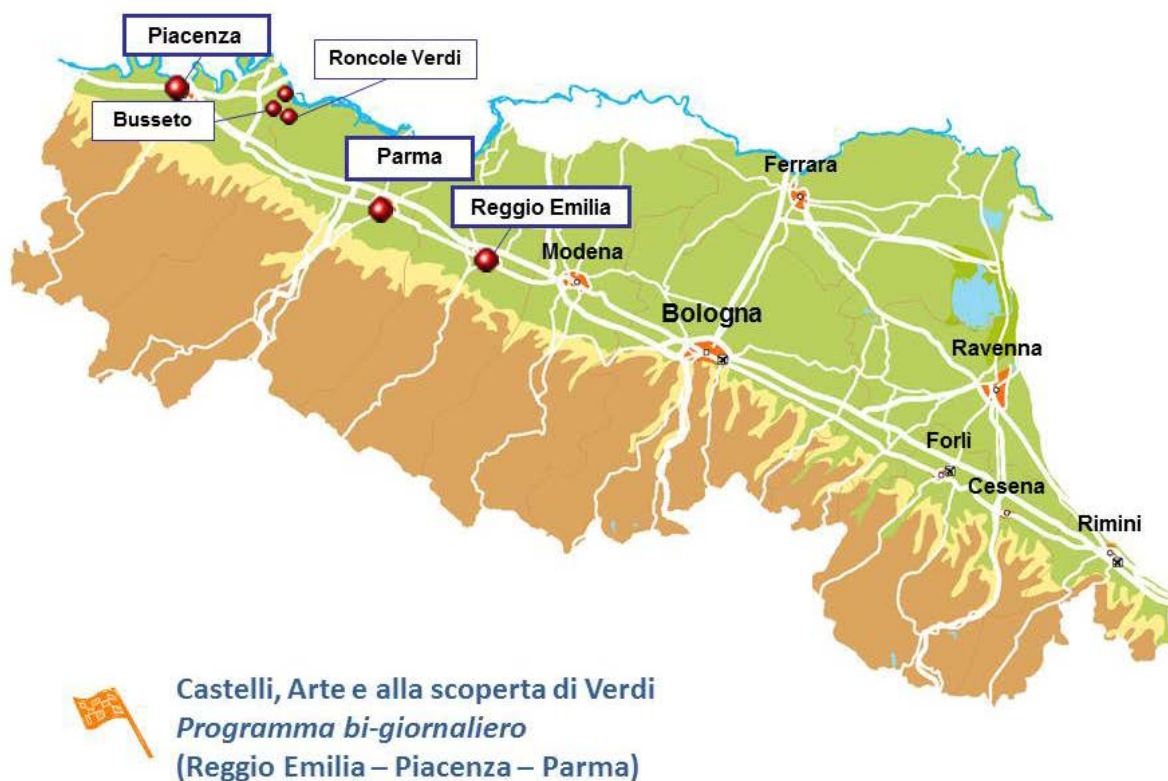 Piacenza
Roncole Verdi
Busseto
Parma
Ferrara
Reggio Emilia
Modena
Bologna
Ravenna
Forlì
Cesena
Rimini
Castelli, Arte e alla scoperta di Verdi
Programma bi-giornaliero
(Reggio Emilia – Piacenza – Parma)